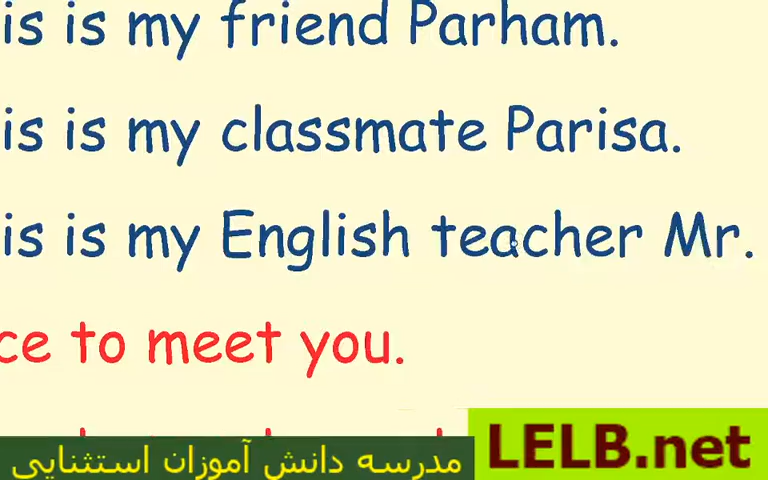 is is my friend Parham.
is is my classmate Parisa.
is is my English teacher Mr.
ce to meet you.
مدرسه دانش آموزان استثنایی
LELB.net